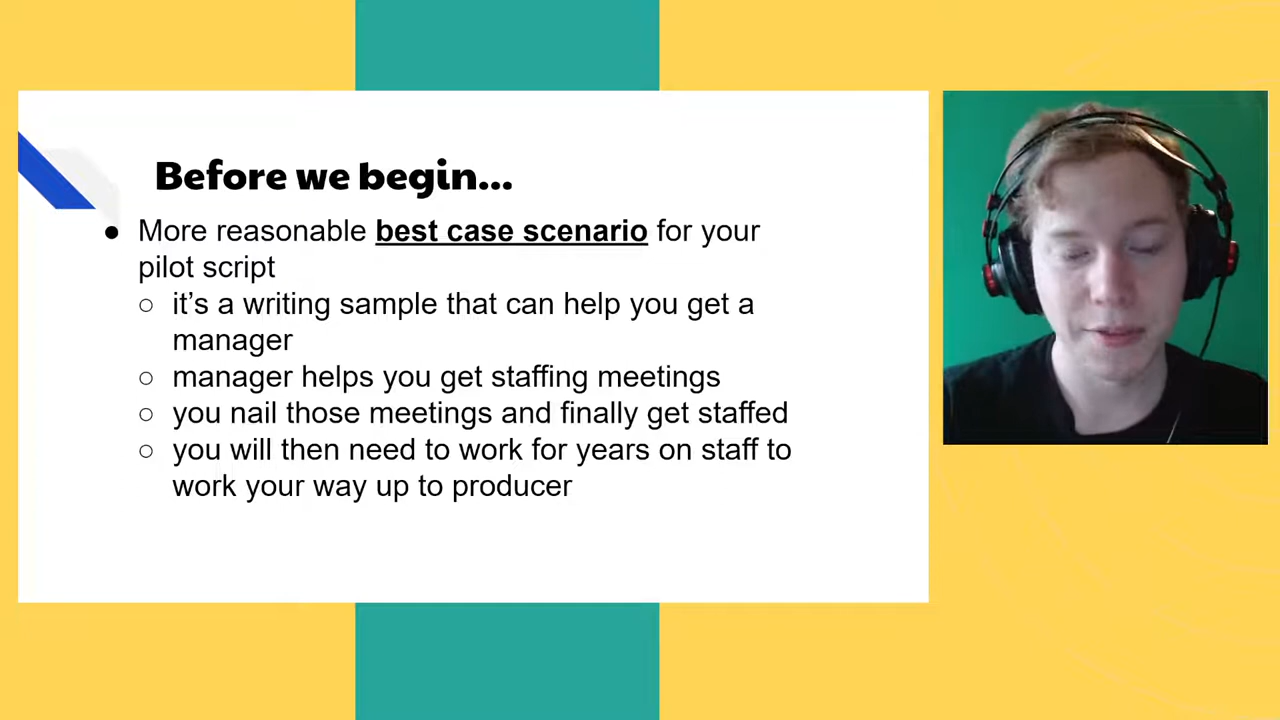 Before we begin...
● More reasonable best case scenario for your
pilot script
○ it’s a writing sample that can help you get a
manager
○ manager helps you get staffing meetings
○ you nail those meetings and finally get staffed
○ you will then need to work for years on staff to
work your way up to producer